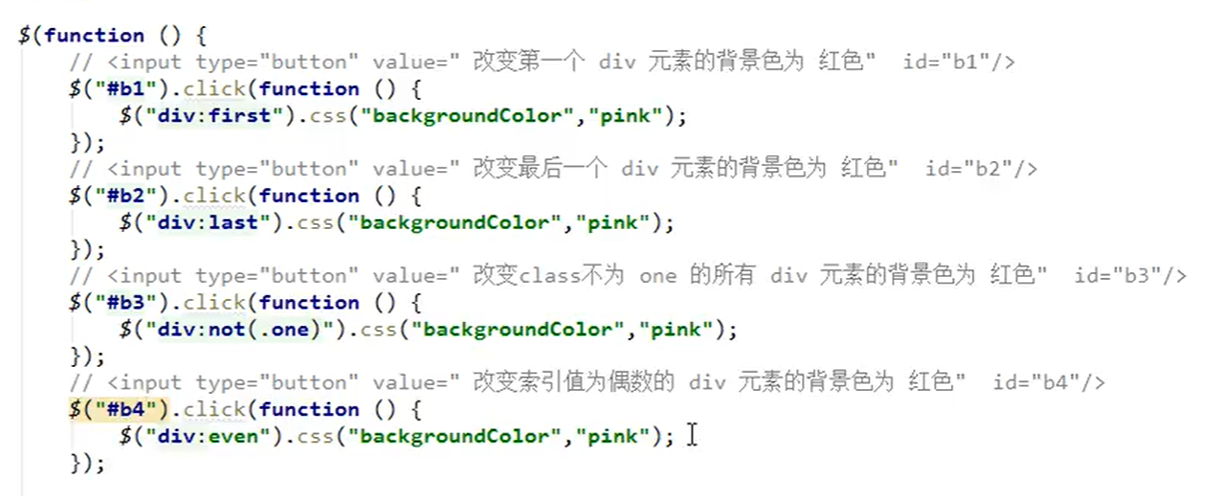 $(function () {
// <input type="button" value=" 改变第一个 div 元素的背景色为 红色"  id="b1"/>
$("#b1").click(function () {
$("div:first").css("backgroundColor","pink");
});
// <input type="button" value=" 改变最后一个 div 元素的背景色为 红色"  id="b2"/>
$("#b2").click(function () {
$("div:last").css("backgroundColor","pink");
});
// <input type="button" value=" 改变class不为 one 的所有 div 元素的背景色为 红色"  id="b3"/>
$("#b3").click(function () {
$("div:not(.one)").css("backgroundColor","pink");
});
// <input type="button" value=" 改变索引值为偶数的 div 元素的背景色为 红色"  id="b4"/>
$("#b4").click(function () {
$("div:even").css("backgroundColor","pink");
});